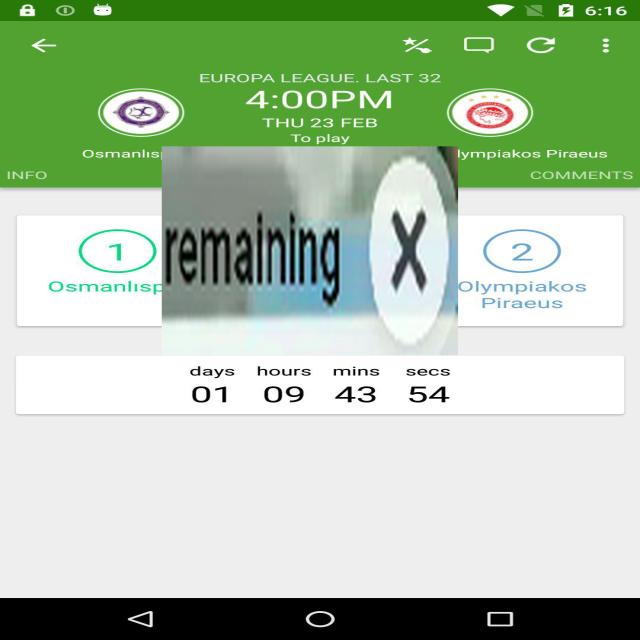 6:16
EUROPA LEAGUE. LAST 32
4:00PM
THU 23 FEB
To play
Osmanlısp
lympiakos Piraeus
INFO
COMMENTS
remaining
X
1
2
Osmanlısp
Olympiakos
Piraeus
days hours mins secs
01 09 43 54